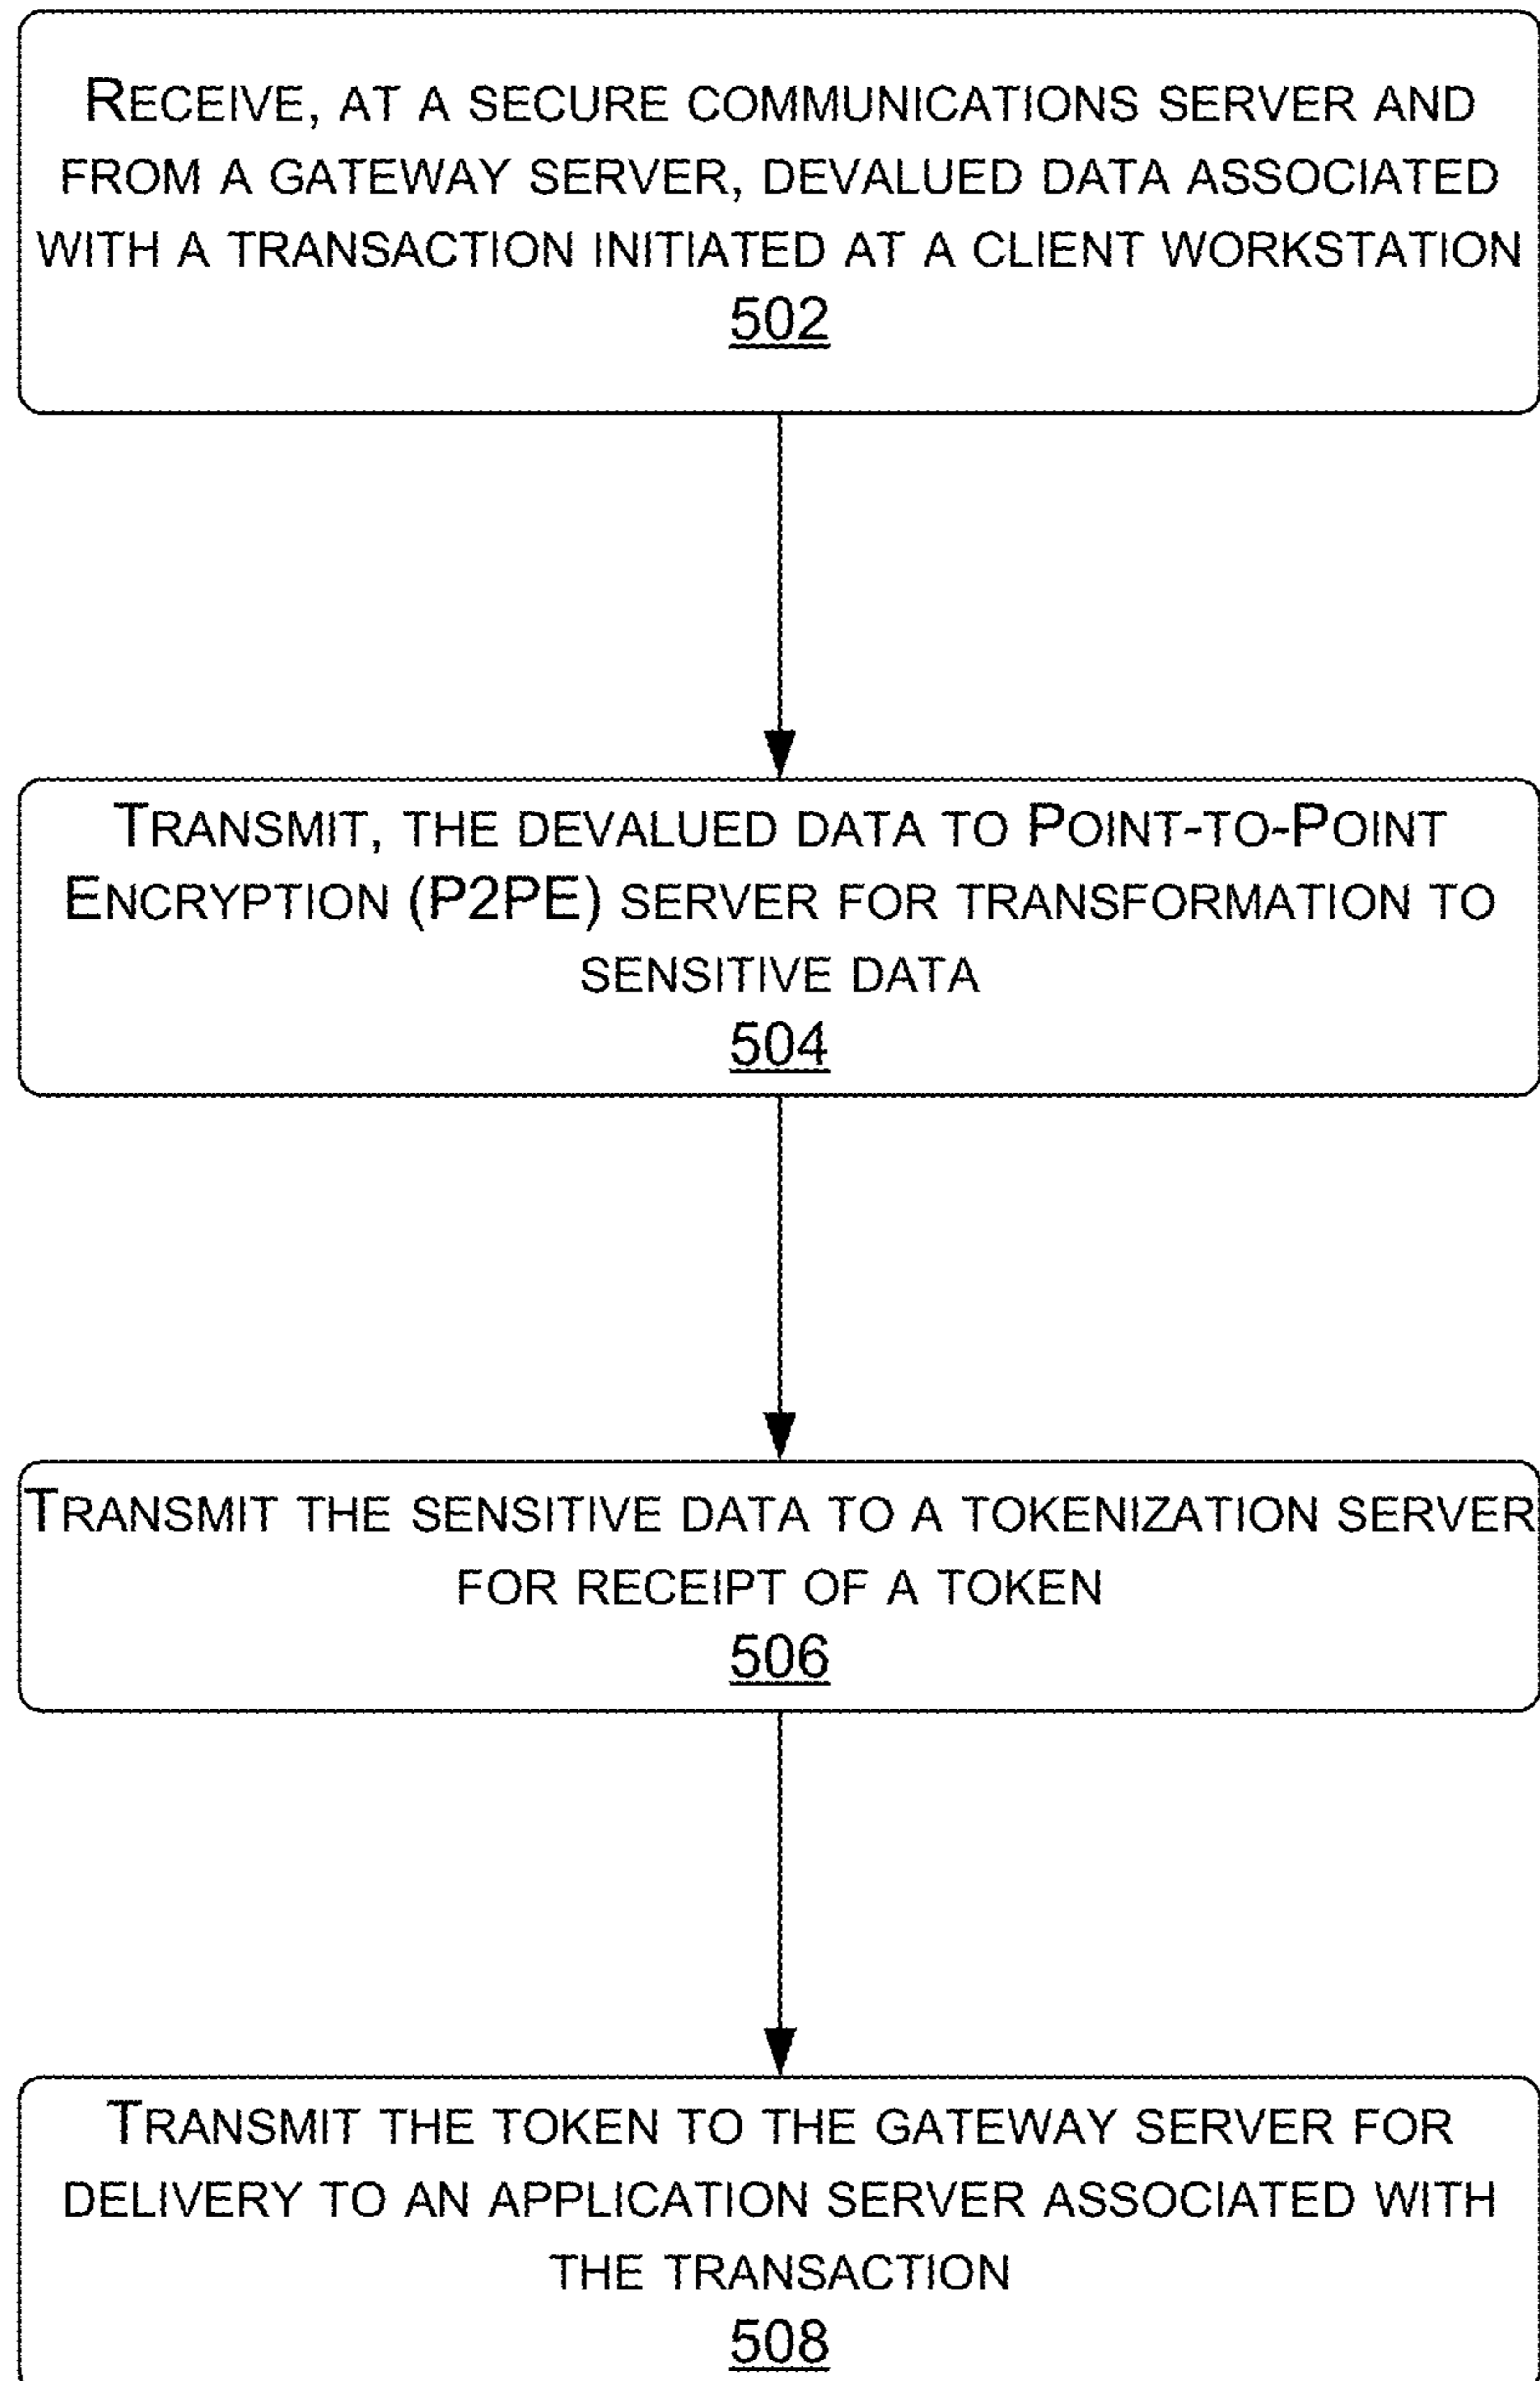 RECEIVE, AT A SECURE COMMUNICATIONS SERVER AND
FROM A GATEWAY SERVER, DEVALUED DATA ASSOCIATED
WITH A TRANSACTION INITIATED AT A CLIENT WORKSTATION
502
TRANSMIT, THE DEVALUED DATA TO POINT-TO-POINT
ENCRYPTION (P2PE) SERVER FOR TRANSFORMATION TO
SENSITIVE DATA
504
TRANSMIT THE SENSITIVE DATA TO A TOKENIZATION SERVER
FOR RECEIPT OF A TOKEN
506
TRANSMIT THE TOKEN TO THE GATEWAY SERVER FOR
DELIVERY TO AN APPLICATION SERVER ASSOCIATED WITH
THE TRANSACTION
508